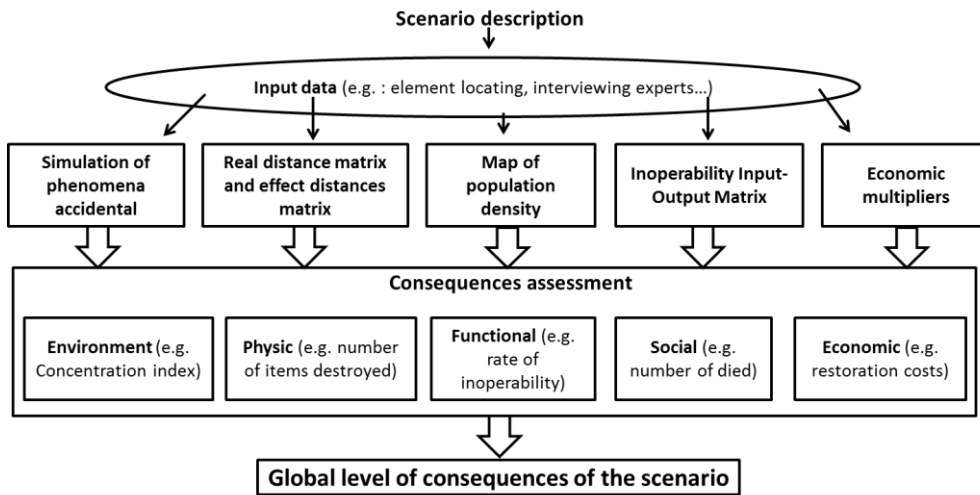 Scenario description
Input data (e.g. : element locating, interviewing experts...)
Simulation of
phenomena
accidental
Real distance matrix
and effect distances
matrix
Map of
population
density
Inoperability Input-
Output Matrix
Economic
multipliers
Consequences assessment
Environment (e.g.
Concentration index)
Physic (e.g. number
of items destroyed)
Functional (e.g.
rate of
inoperability)
Social (e.g.
number of died)
Economic (e.g.
restoration costs)
Global level of consequences of the scenario